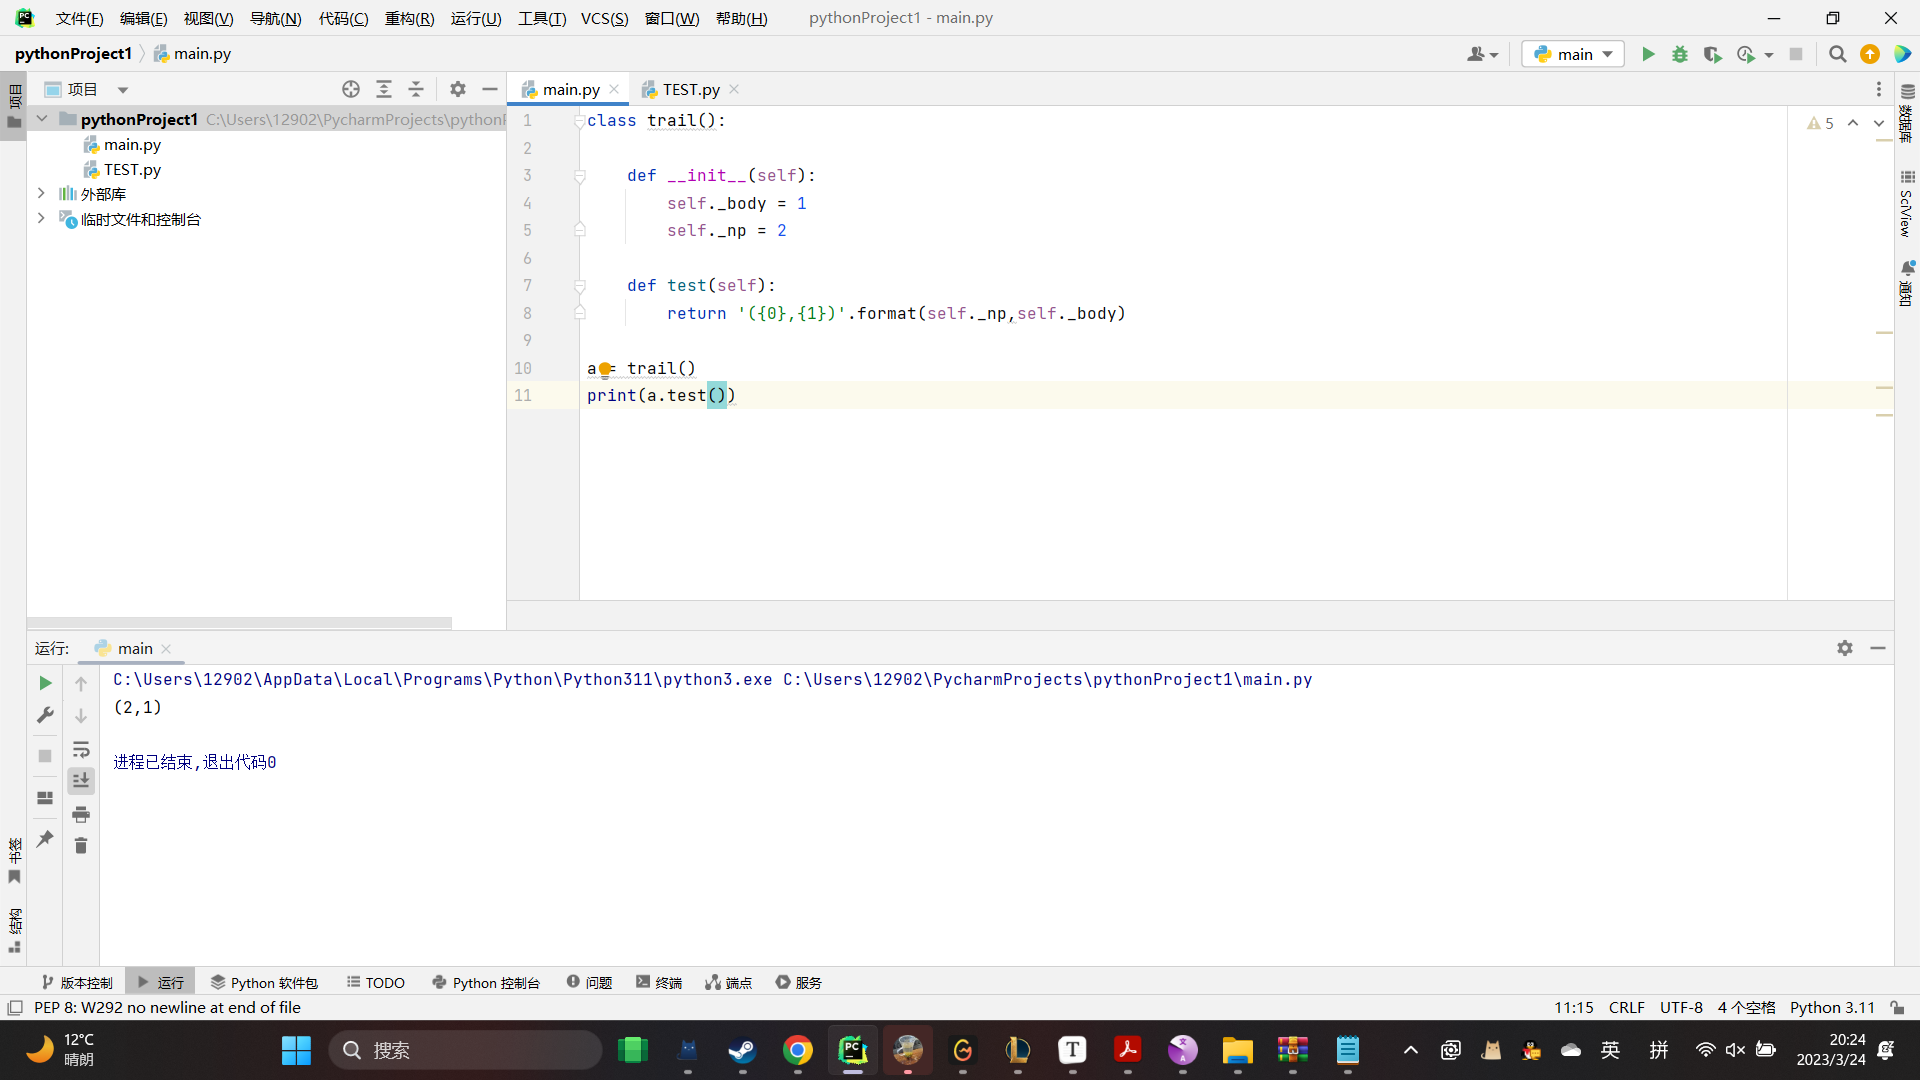 文件(F) 编辑(E) 视图(V) 导航(N) 代码(C) 重构(R) 运行(U) 工具(T) VCS(S) 窗口(W) 帮助(H) pythonProject1 - main.py
pythonProject1 main.py
main
项目
main.py
TEST.py
pythonProject1 C:\Users\12902\PycharmProjects\python
main.py
TEST.py
外部库
临时文件和控制台
项目
书签
结构
1 class trail():
2
3 def __init__(self):
4 self._body = 1
5 self._np = 2
6
7 def test(self):
8 return '({0},{1})'.format(self._np,self._body)
9
10 a = trail()
11 print(a.test())
5
数据库
SciView
通知
运行: main
C:\Users\12902\AppData\Local\Programs\Python\Python311\python3.exe C:\Users\12902\PycharmProjects\pythonProject1\main.py
(2,1)
进程已结束,退出代码0
版本控制 运行 Python 软件包 TODO Python 控制台 问题 终端 端点 服务
PEP 8: W292 no newline at end of file
11:15 CRLF UTF-8 4 个空格 Python 3.11
12°C
晴朗
搜索
英 拼
20:24
2023/3/24